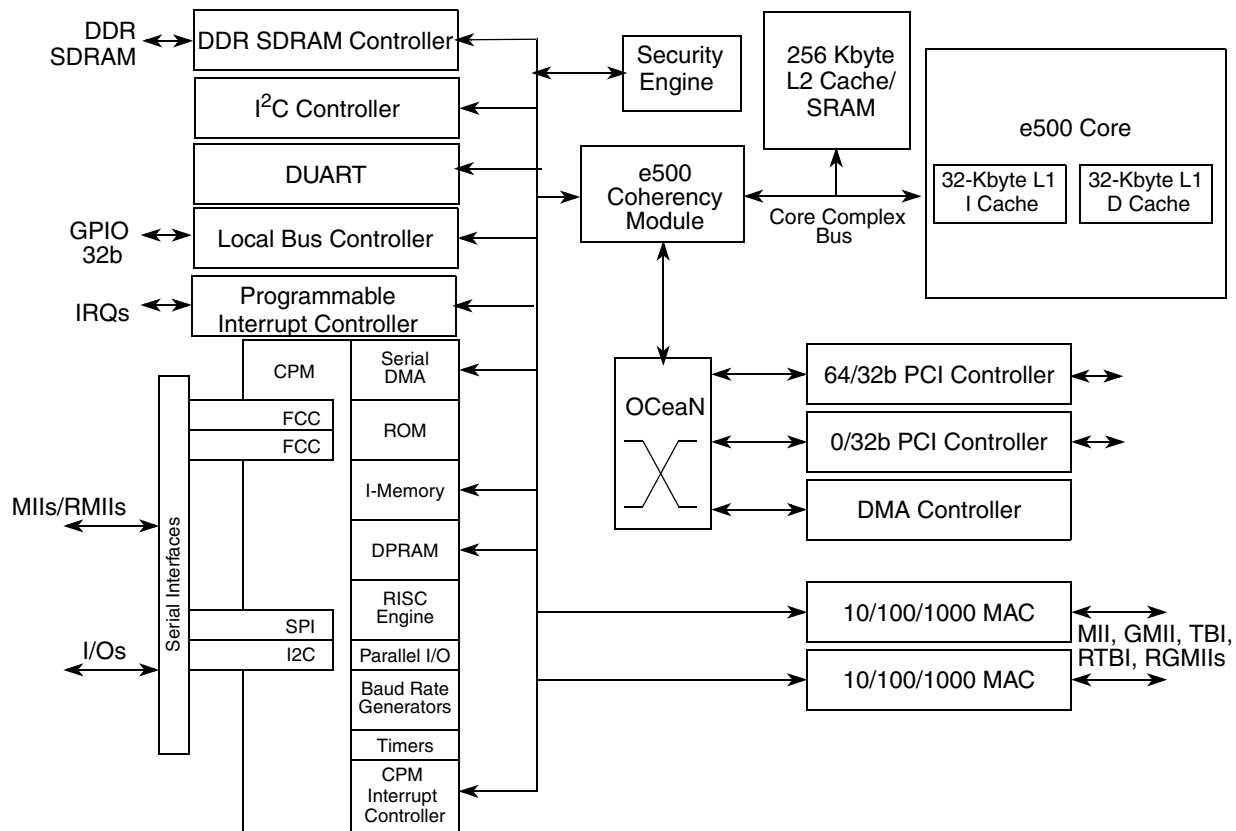 DDR
SDRAM
DDR SDRAM Controller
I²C Controller
DUART
GPIO
32b
Local Bus Controller
IRQs
Programmable
Interrupt Controller
Security
Engine
256 Kbyte
L2 Cache/
SRAM
e500 Core
32-Kbyte L1
I Cache
32-Kbyte L1
D Cache
e500
Coherency
Module
Core Complex
Bus
CPM
Serial
DMA
FCC
FCC
ROM
I-Memory
MIIs/RMIIs
Serial Interfaces
DPRAM
RISC
Engine
SPI
I2C
I/Os
Parallel I/O
Baud Rate
Generators
Timers
CPM
Interrupt
Controller
OCeaN
64/32b PCI Controller
0/32b PCI Controller
DMA Controller
10/100/1000 MAC
10/100/1000 MAC
MII, GMII, TBI,
RTBI, RGMIIs